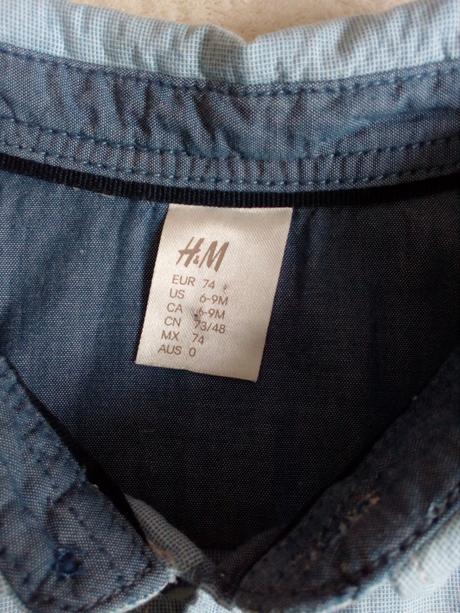 H&M
EUR 74
US 6-9M
CA 6-9M
CN 73/48
MX 74
AUS 0